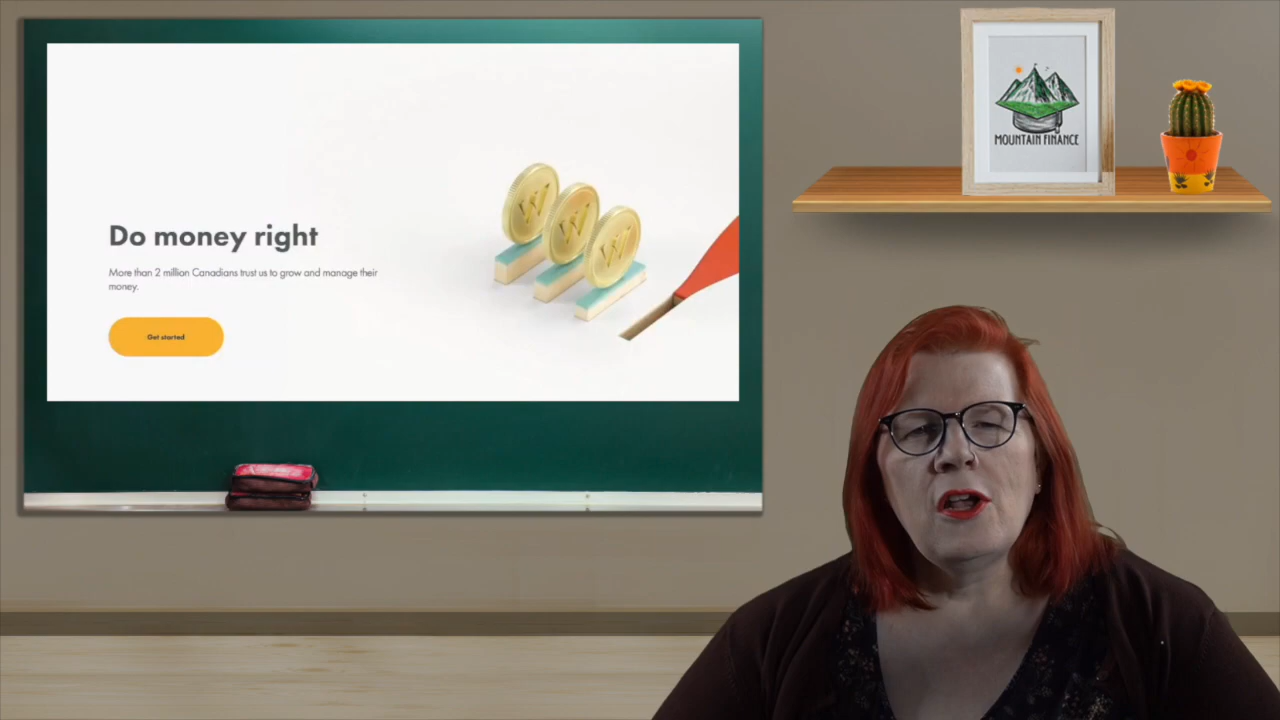 Do money right
More than 2 million Canadians trust us to grow and manage their
money.
Get started
W
W
W
MOUNTAIN FINANCE